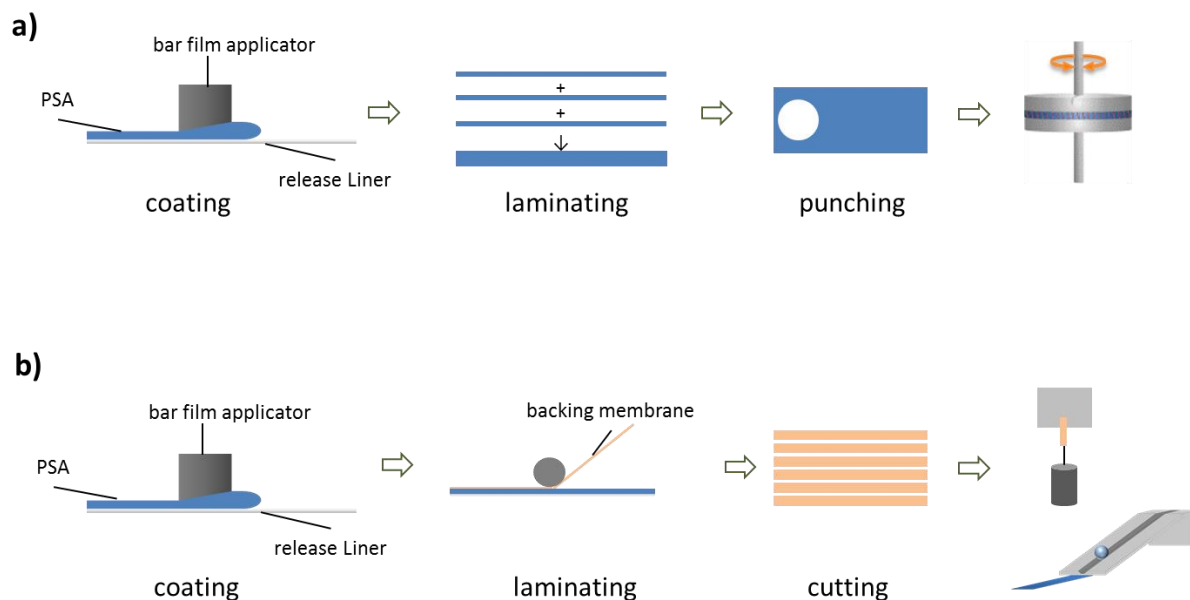 a)
bar film applicator
PSA
+
+
release Liner
coating
laminating
punching
b)
bar film applicator
backing membrane
PSA
release Liner
coating
laminating
cutting